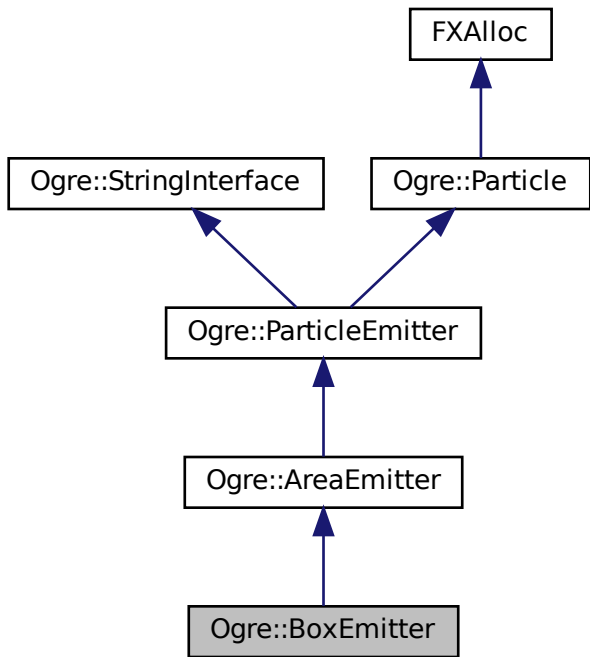 FXAlloc
Ogre::StringInterface
Ogre::Particle
Ogre::ParticleEmitter
Ogre::AreaEmitter
Ogre::BoxEmitter